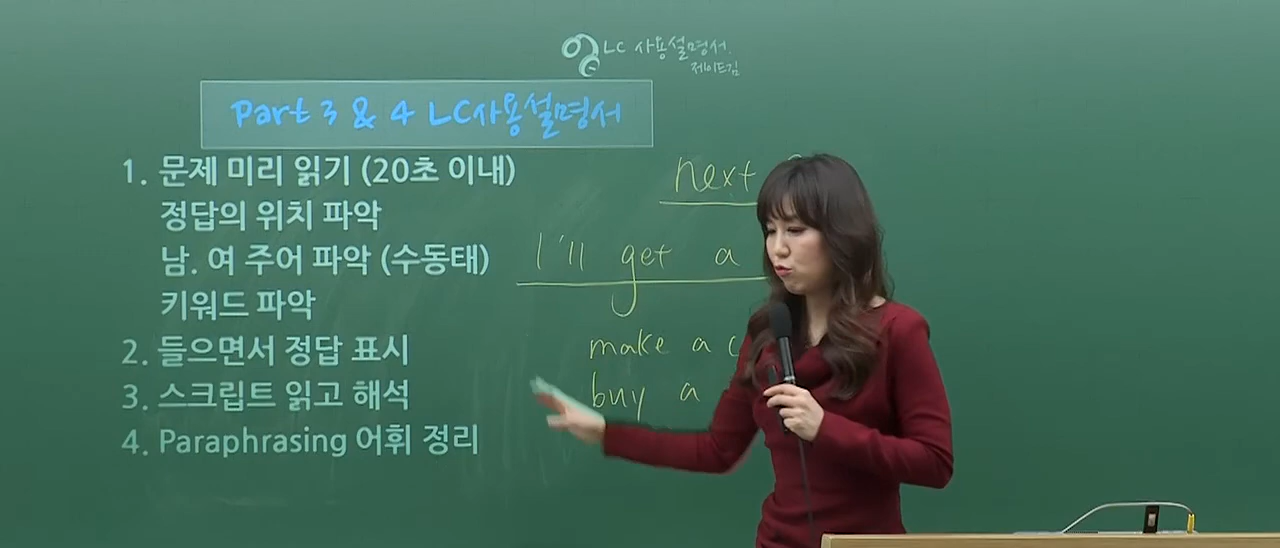 LC 사용설명서.
제이드김
Part 3 & 4 LC사용설명서
1. 문제 미리 읽기 (20초 이내)
정답의 위치 파악
남. 여 주어 파악 (수동태)
키워드 파악
2. 들으면서 정답 표시
3. 스크립트 읽고 해석
4. Paraphrasing 어휘 정리
next
I'll get a
make a
buy a